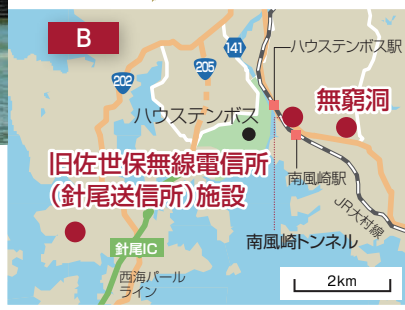 B
141
ハウステンボス駅
205
202
無窮洞
ハウステンボス
旧佐世保無線電信所
(針尾送信所)施設
南風崎駅
JR大村線
南風崎トンネル
針尾IC
西海パール
ライン
2km